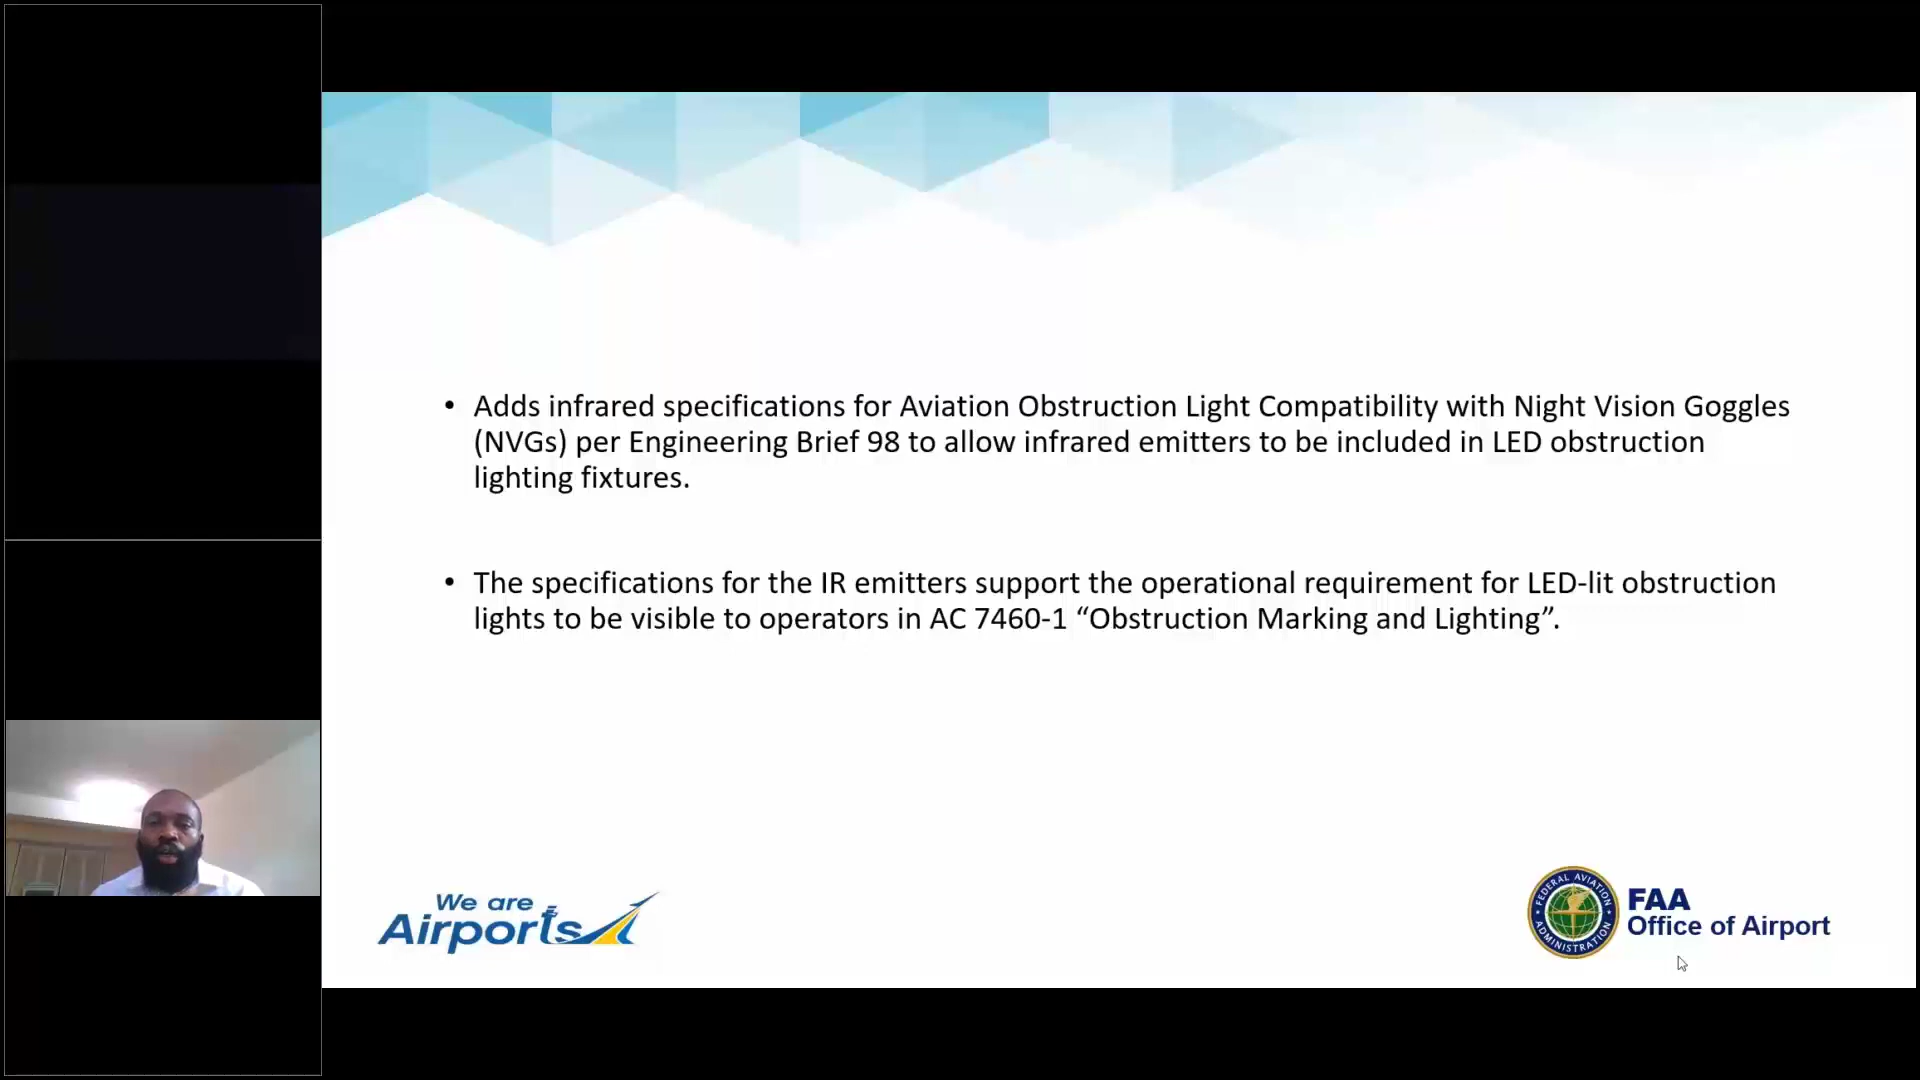 • Adds infrared specifications for Aviation Obstruction Light Compatibility with Night Vision Goggles
(NVGs) per Engineering Brief 98 to allow infrared emitters to be included in LED obstruction
lighting fixtures.
• The specifications for the IR emitters support the operational requirement for LED-lit obstruction
lights to be visible to operators in AC 7460-1 “Obstruction Marking and Lighting”.
We are
Airports
FEDERAL AVIATION
ADMINISTRATION
FAA
Office of Airport